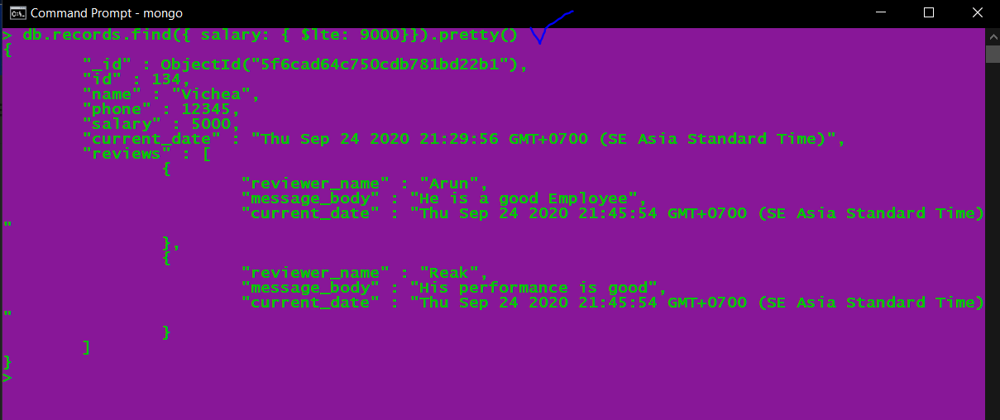 Command Prompt - mongo
> db.records.find({ salary: { $lte: 9000}}).pretty()
{
"_id" : ObjectId("5f6cad64c750cdb781bd22b1"),
"id" : 134,
"name" : "Vichea",
"phone" : 12345,
"salary" : 5000,
"current_date" : "Thu Sep 24 2020 21:29:56 GMT+0700 (SE Asia Standard Time)",
"reviews" : [
{
"reviewer_name" : "Arun",
"message_body" : "He is a good Employee",
"current_date" : "Thu Sep 24 2020 21:45:54 GMT+0700 (SE Asia Standard Time)
"
},
{
"reviewer_name" : "Reak",
"message_body" : "His performance is good",
"current_date" : "Thu Sep 24 2020 21:45:54 GMT+0700 (SE Asia Standard Time)
"
}
]
}
>